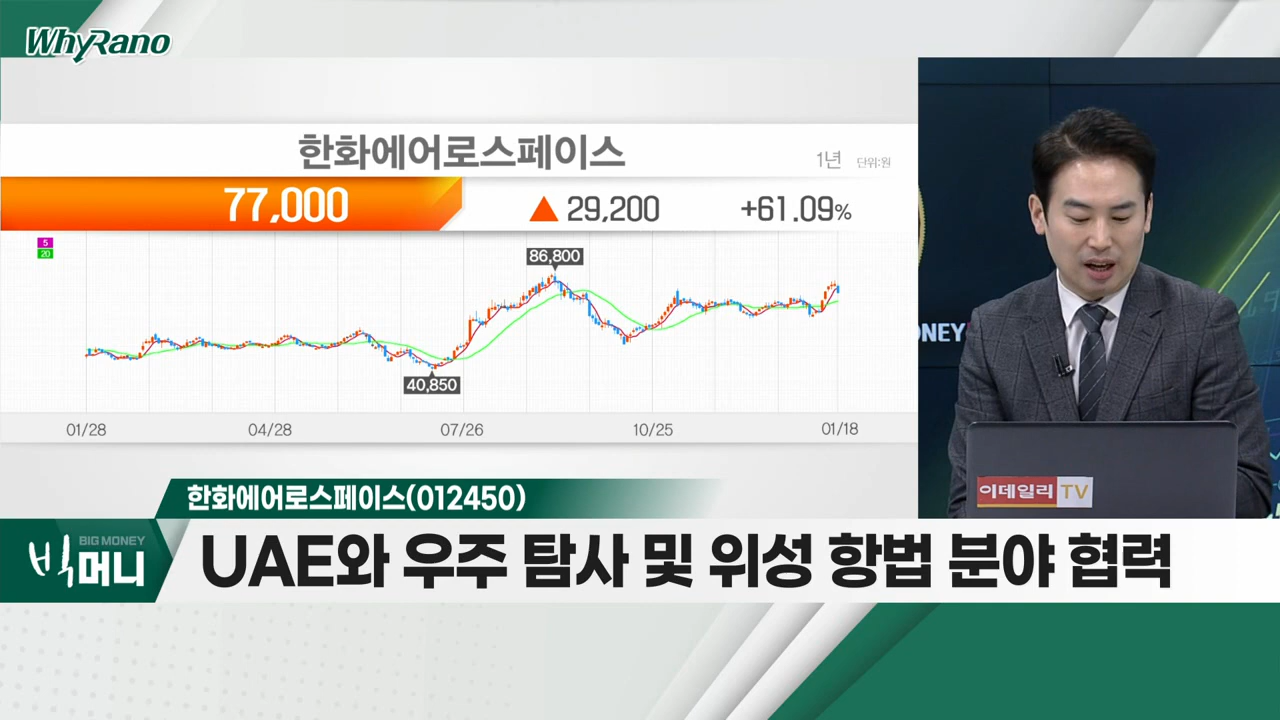 WhyRano
한화에어로스페이스
1년 단위:원
77,000 ▲ 29,200 +61.09%
5
20
86,800
40,850
01/28 04/28 07/26 10/25 01/18
ONEY
이데일리 TV
한화에어로스페이스(012450)
BIG MONEY
빅머니
UAE와 우주 탐사 및 위성 항법 분야 협력